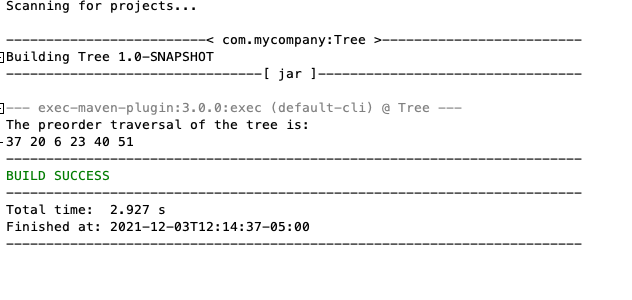 Scanning for projects...
------------------------< com.mycompany:Tree >------------------------
Building Tree 1.0-SNAPSHOT
--------------------------------[ jar ]---------------------------------
--- exec-maven-plugin:3.0.0:exec (default-cli) @ Tree ---
The preorder traversal of the tree is:
37 20 6 23 40 51
------------------------------------------------------------------------
BUILD SUCCESS
------------------------------------------------------------------------
Total time:  2.927 s
Finished at: 2021-12-03T12:14:37-05:00
------------------------------------------------------------------------